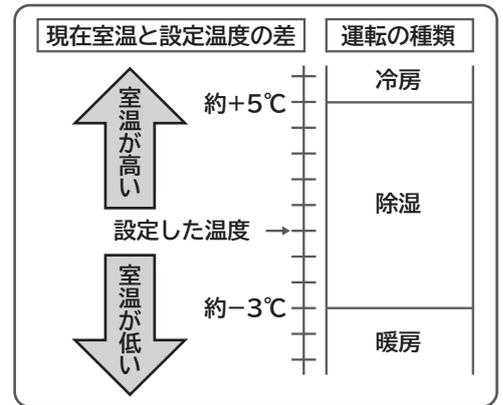 現在室温と設定温度の差
運転の種類
室温が高い
約+5℃
冷房
設定した温度 →
除湿
室温が低い
約−3℃
暖房